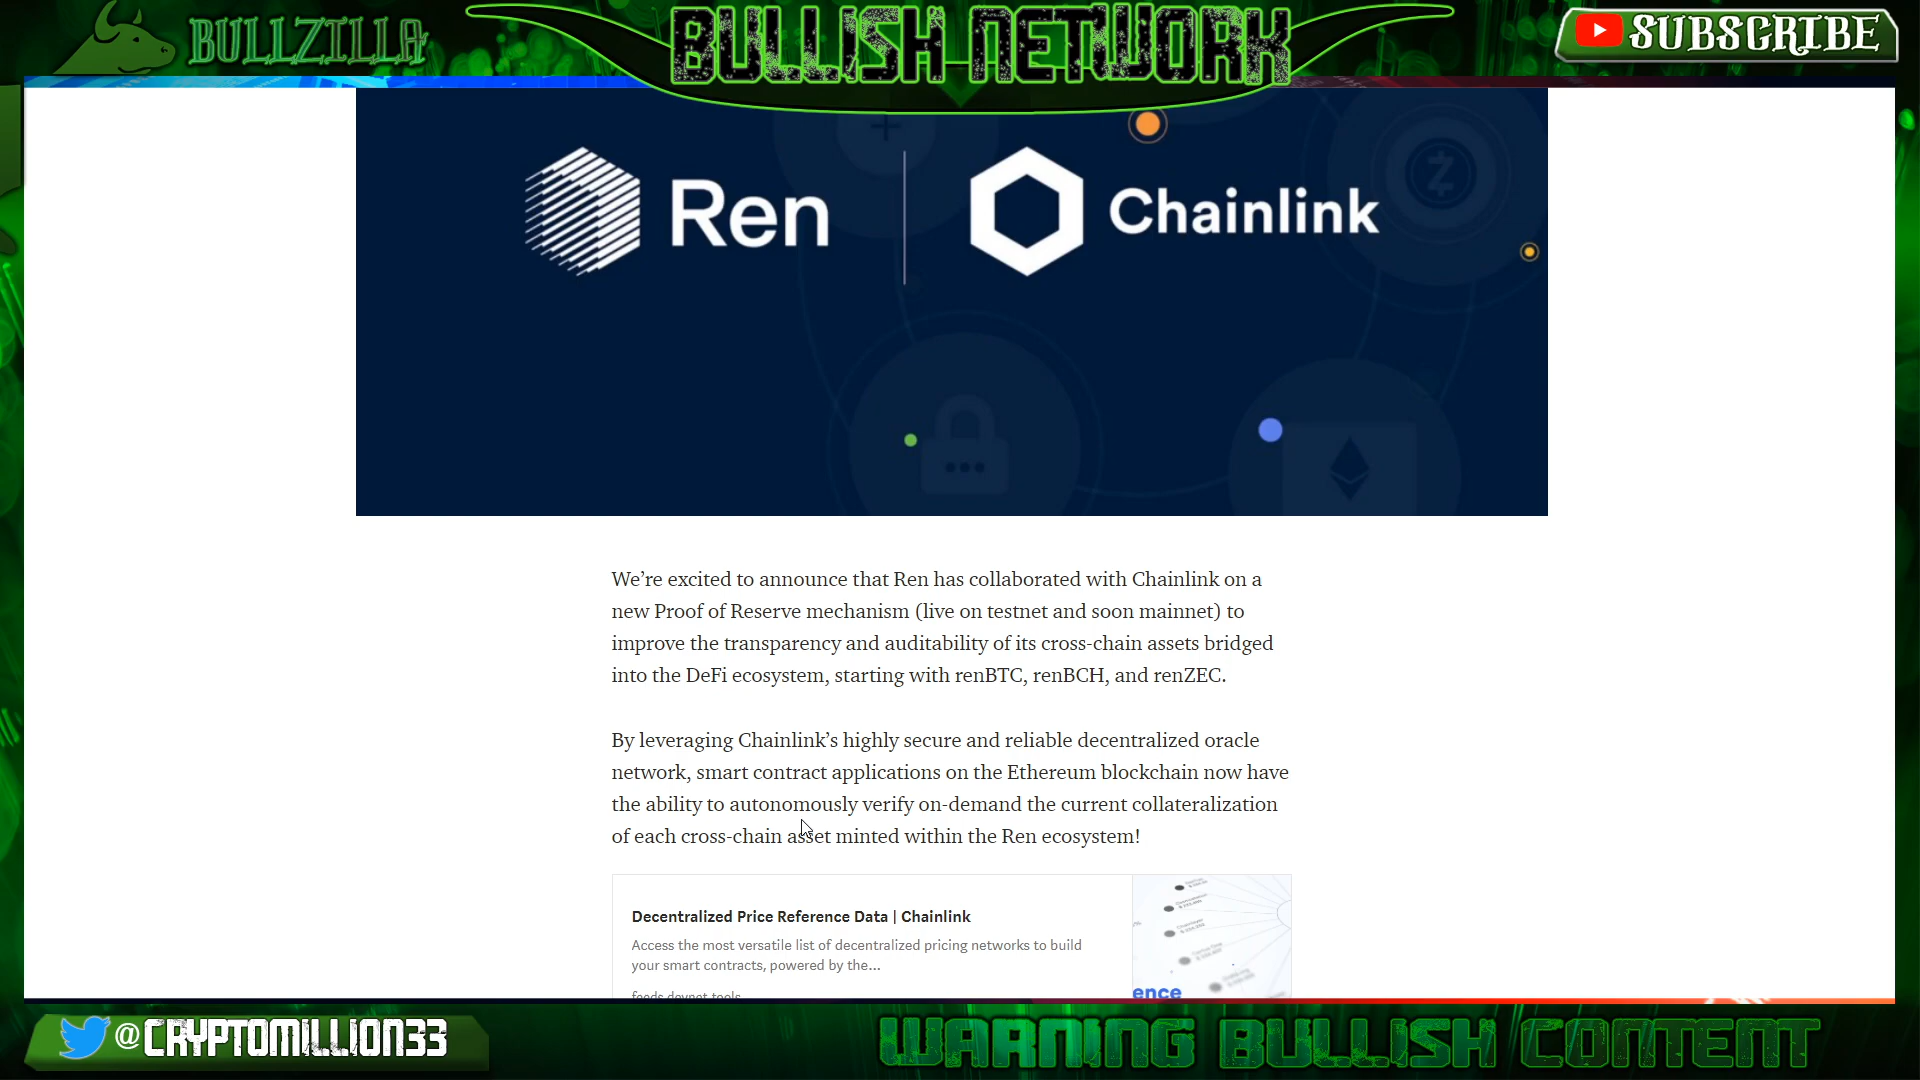 BULLZILLA
BULLISH NETWORK
SUBSCRIBE
Ren
Chainlink
We’re excited to announce that Ren has collaborated with Chainlink on a
new Proof of Reserve mechanism (live on testnet and soon mainnet) to
improve the transparency and auditability of its cross-chain assets bridged
into the DeFi ecosystem, starting with renBTC, renBCH, and renZEC.
By leveraging Chainlink’s highly secure and reliable decentralized oracle
network, smart contract applications on the Ethereum blockchain now have
the ability to autonomously verify on-demand the current collateralization
of each cross-chain asset minted within the Ren ecosystem!
Decentralized Price Reference Data | Chainlink
Access the most versatile list of decentralized pricing networks to build
your smart contracts, powered by the...
feeds.devnet.tools
ence
@CRYPTOMILLION33
WARNING BULLISH CONTENT